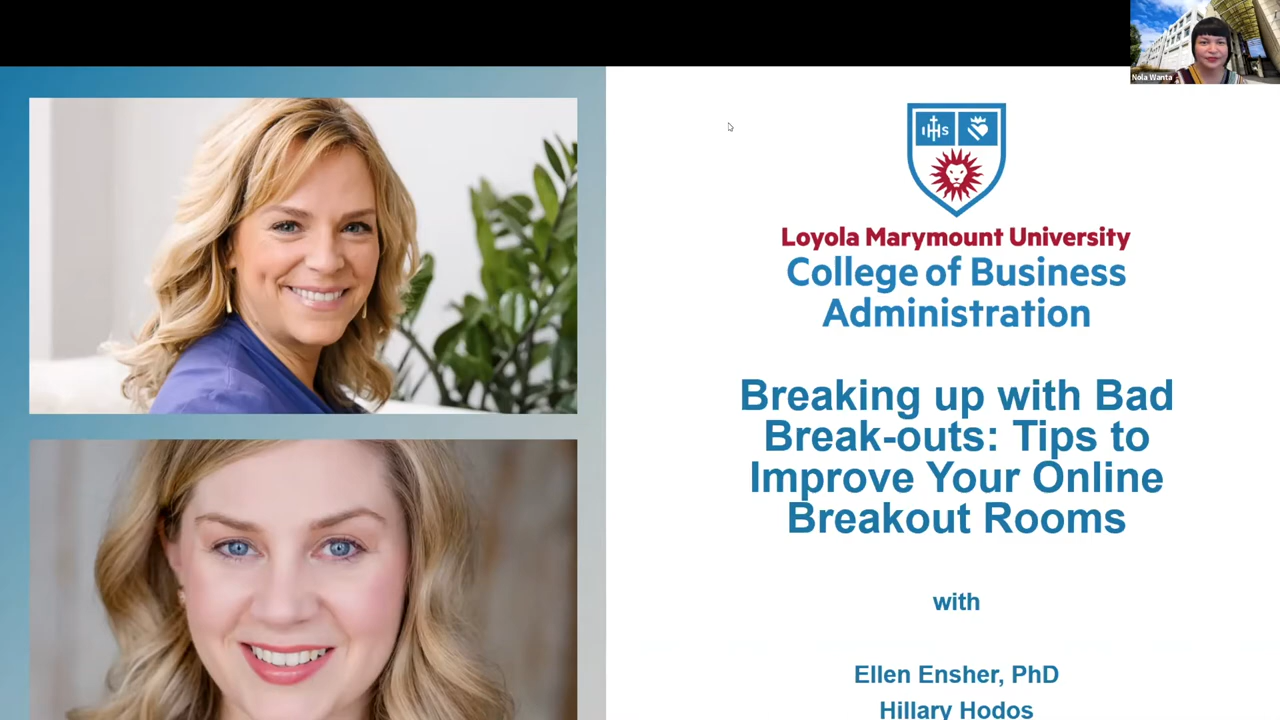 Nola Wanta
IHS
Loyola Marymount University
College of Business
Administration
Breaking up with Bad
Break-outs: Tips to
Improve Your Online
Breakout Rooms
with
Ellen Ensher, PhD
Hillary Hodos